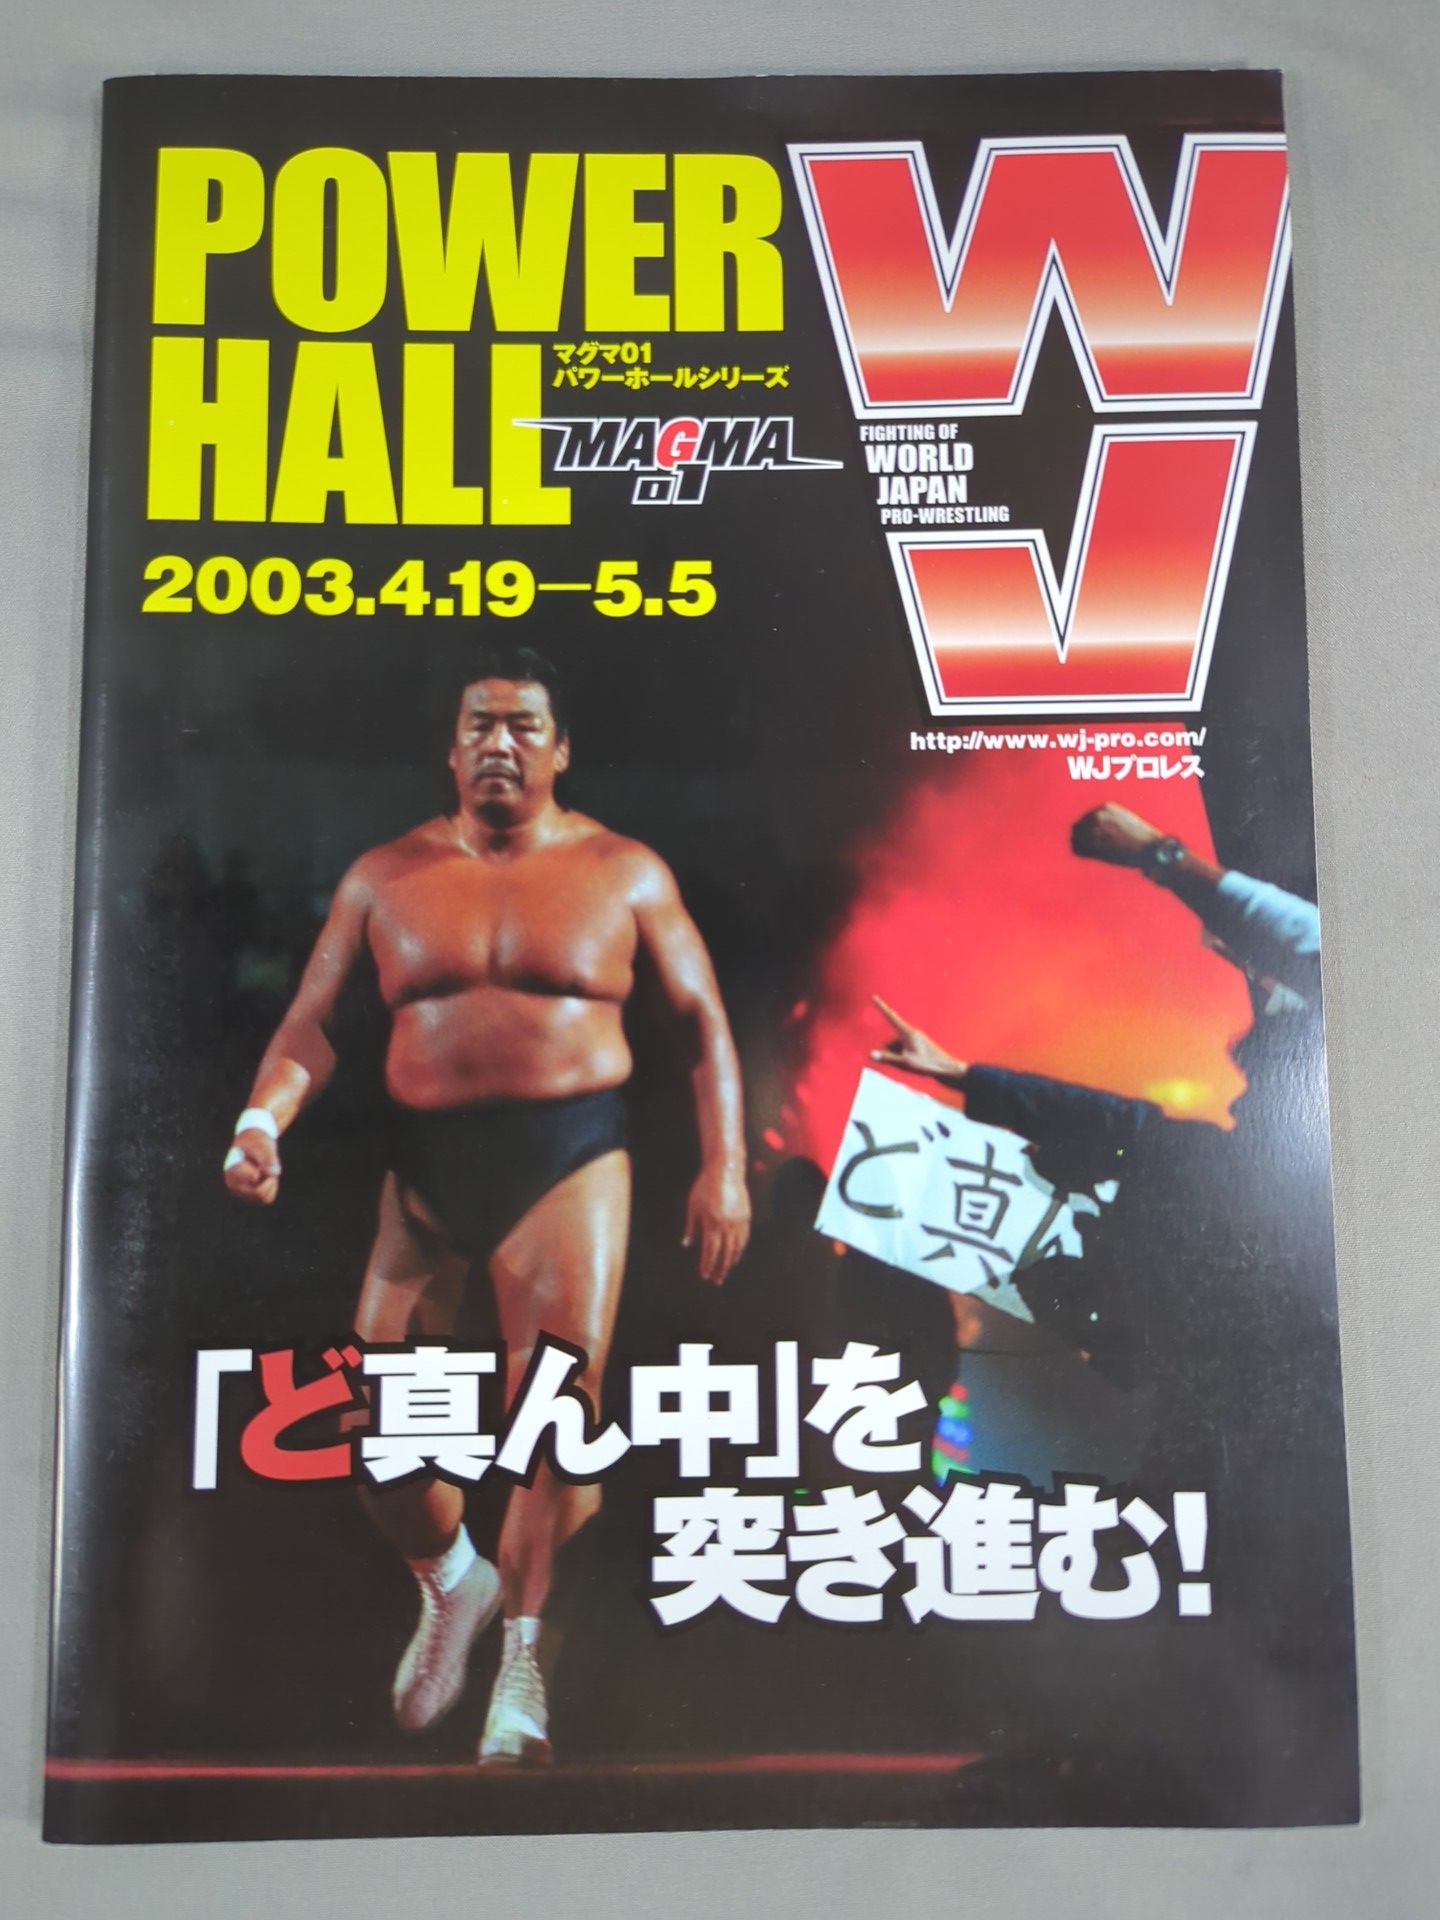 POWER
HALL
マグマ01
パワーホールシリーズ
MAGMA
01
2003.4.19―5.5
WJ
FIGHTING OF
WORLD
JAPAN
PRO-WRESTLING
http://www.wj-pro.com/
WJプロレス
ど真
「ど真ん中」を
突き進む!